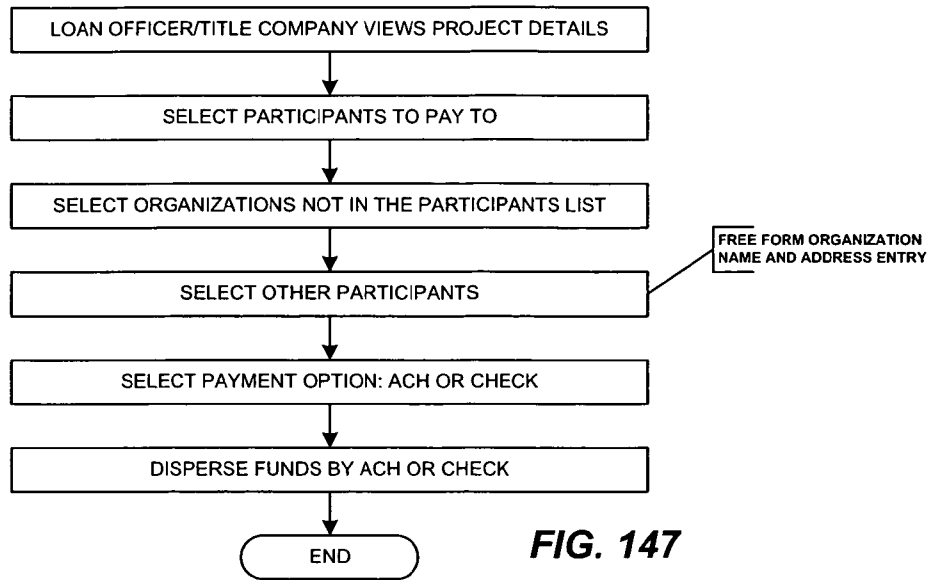 LOAN OFFICER/TITLE COMPANY VIEWS PROJECT DETAILS
SELECT PARTICIPANTS TO PAY TO
SELECT ORGANIZATIONS NOT IN THE PARTICIPANTS LIST
FREE FORM ORGANIZATION
NAME AND ADDRESS ENTRY
SELECT OTHER PARTICIPANTS
SELECT PAYMENT OPTION: ACH OR CHECK
DISPERSE FUNDS BY ACH OR CHECK
END
FIG. 147